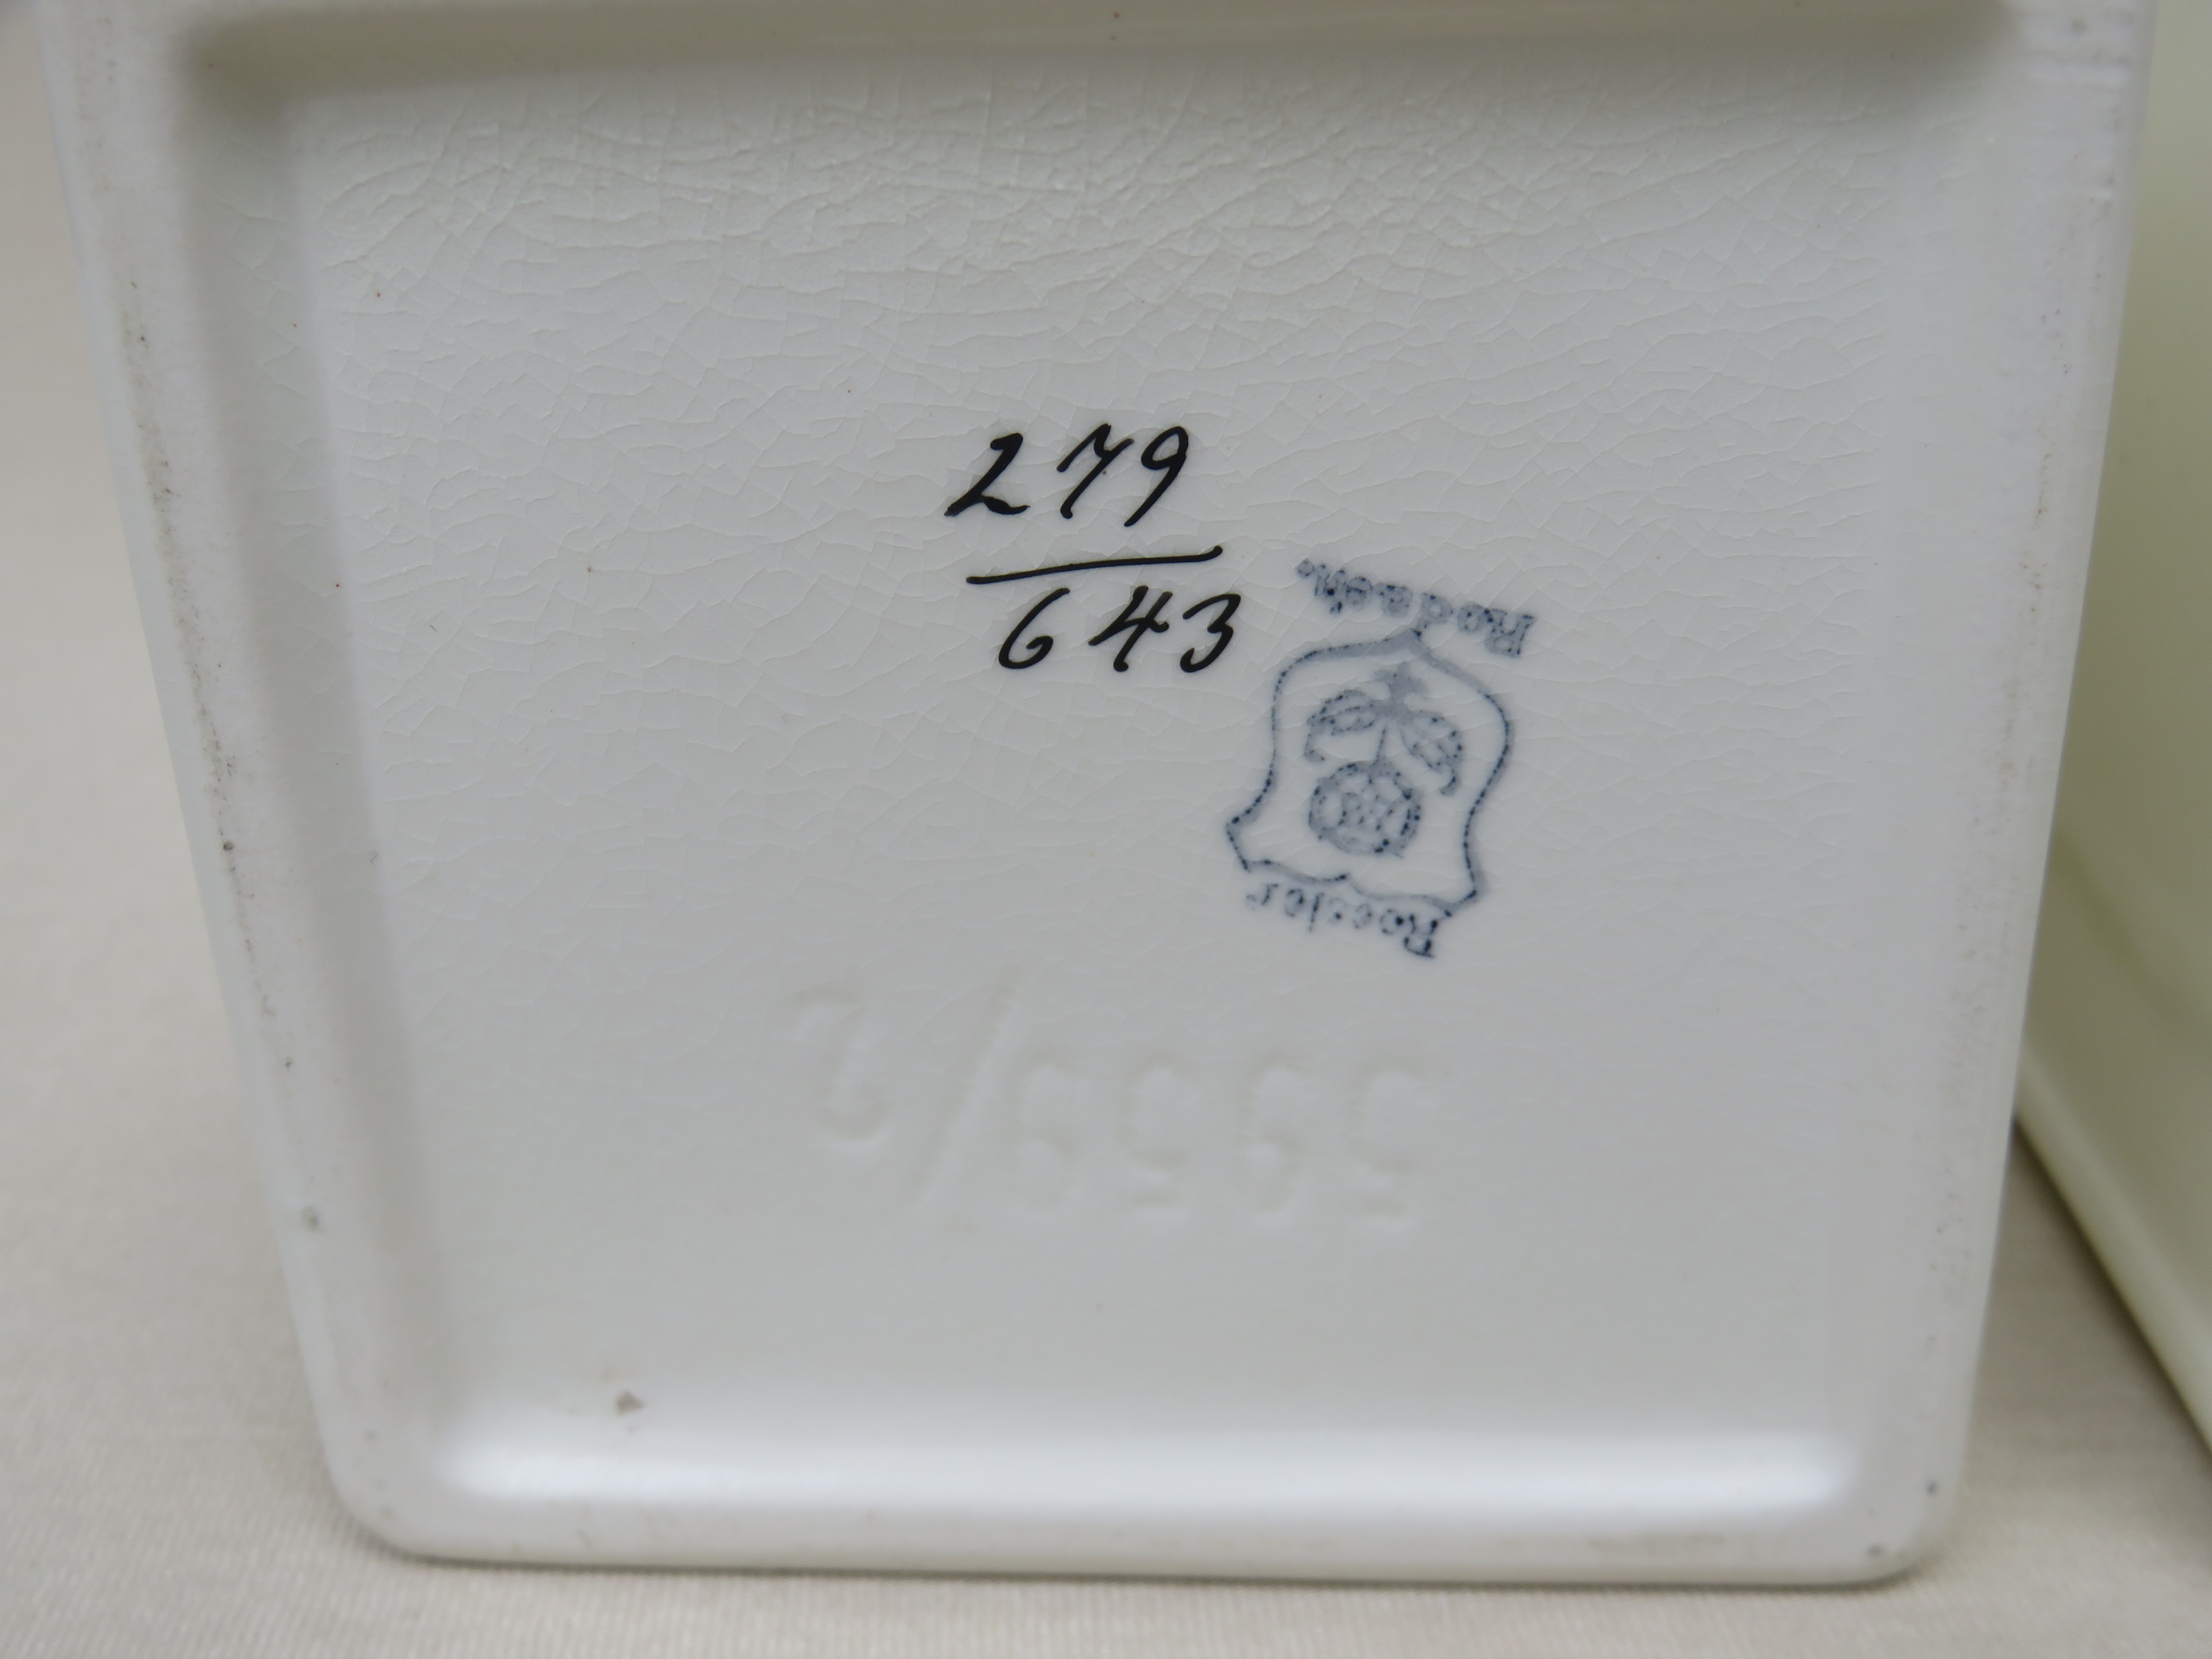 279
643
Roesler
Rodach.